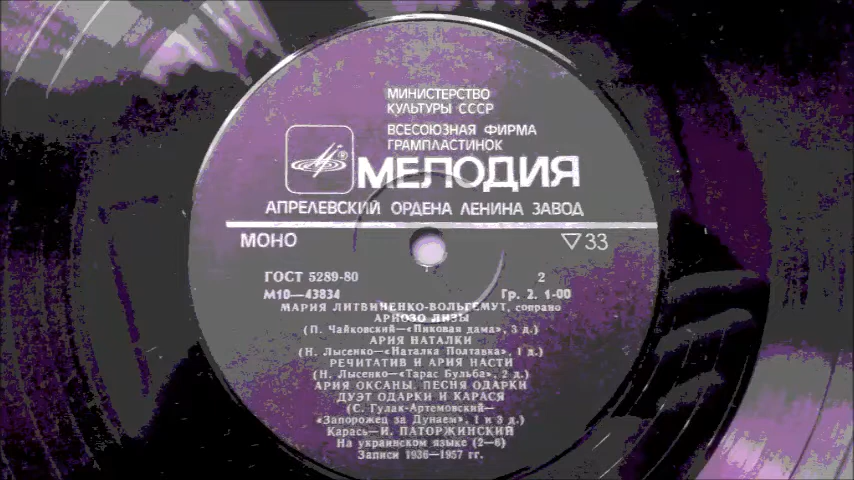 МИНИСТЕРСТВО
КУЛЬТУРЫ СССР
ВСЕСОЮЗНАЯ ФИРМА
ГРАМПЛАСТИНОК
® МЕЛОДИЯ
АПРЕЛЕВСКИЙ ОРДЕНА ЛЕНИНА ЗАВОД
МОНО ▽33
ГОСТ 5289-80 2
М10—43834 Гр. 2. 1-00
МАРИЯ ЛИТВИНЕНКО-ВОЛЬГЕМУТ, сопрано
АРИОЗО ЛИЗЫ
(П. Чайковский—«Пиковая дама», 3 д.)
АРИЯ НАТАЛКИ
(Н. Лысенко—«Наталка Полтавка», 1 д.)
РЕЧИТАТИВ И АРИЯ НАСТИ
(Н. Лысенко—«Тарас Бульба», 2 д.)
АРИЯ ОКСАНЫ, ПЕСНЯ ОДАРКИ
ДУЭТ ОДАРКИ И КАРАСЯ
(С. Гулак-Артемовский—
«Запорожец за Дунаем», 1 и 3 д.)
Карась—И. ПАТОРЖИНСКИЙ
На украинском языке (2—6)
Записи 1936—1957 гг.